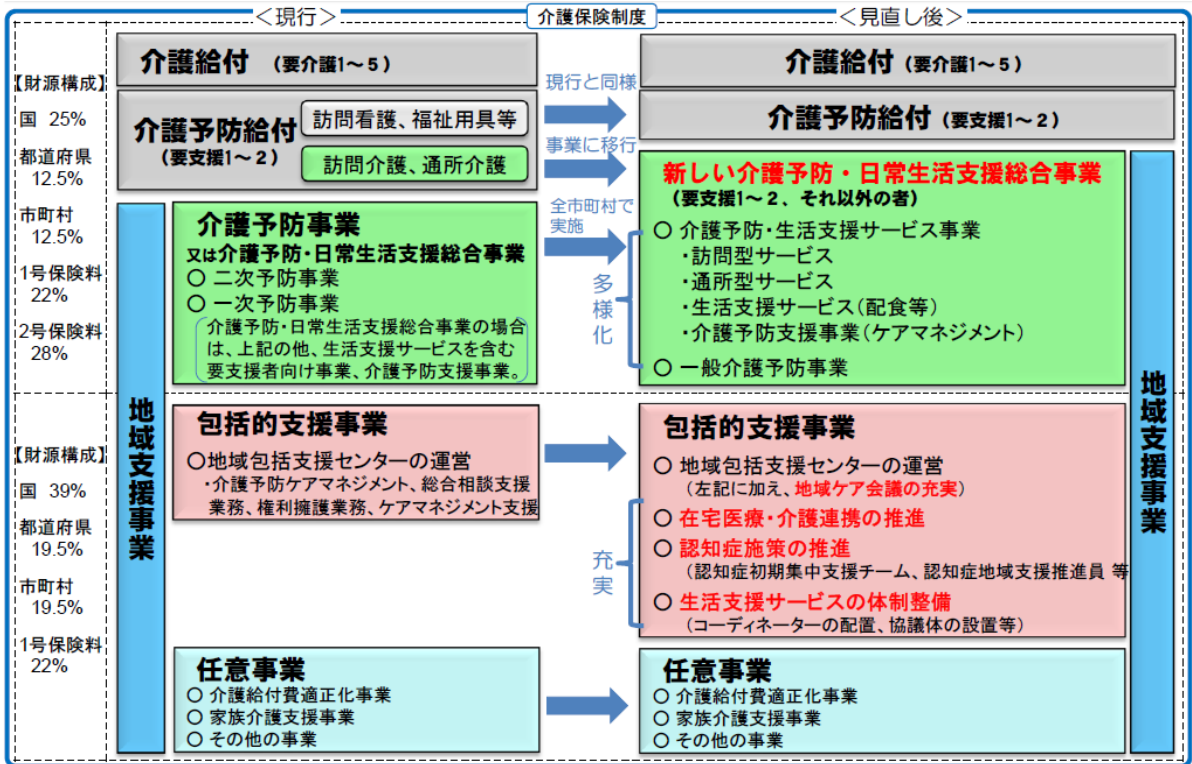 <現行>
介護保険制度
<見直し後>
【財源構成】
国 25%
都道府県
12.5%
市町村
12.5%
1号保険料
22%
2号保険料
28%
【財源構成】
国 39%
都道府県
19.5%
市町村
19.5%
1号保険料
22%
介護給付 (要介護1～5)
介護予防給付
(要支援1～2)
訪問看護、福祉用具等
訪問介護、通所介護
地域支援事業
介護予防事業
又は介護予防・日常生活支援総合事業
○ 二次予防事業
○ 一次予防事業
介護予防・日常生活支援総合事業の場合
は、上記の他、生活支援サービスを含む
要支援者向け事業、介護予防支援事業。
包括的支援事業
○地域包括支援センターの運営
・介護予防ケアマネジメント、総合相談支援
業務、権利擁護業務、ケアマネジメント支援
任意事業
○ 介護給付費適正化事業
○ 家族介護支援事業
○ その他の事業
現行と同様
事業に移行
全市町村で
実施
多様化
充実
介護給付 (要介護1～5)
介護予防給付 (要支援1～2)
新しい介護予防・日常生活支援総合事業
(要支援1～2、それ以外の者)
○ 介護予防・生活支援サービス事業
・訪問型サービス
・通所型サービス
・生活支援サービス(配食等)
・介護予防支援事業(ケアマネジメント)
○ 一般介護予防事業
包括的支援事業
○ 地域包括支援センターの運営
(左記に加え、地域ケア会議の充実)
○ 在宅医療・介護連携の推進
○ 認知症施策の推進
(認知症初期集中支援チーム、認知症地域支援推進員 等
○ 生活支援サービスの体制整備
(コーディネーターの配置、協議体の設置等)
任意事業
○ 介護給付費適正化事業
○ 家族介護支援事業
○ その他の事業
地域支援事業